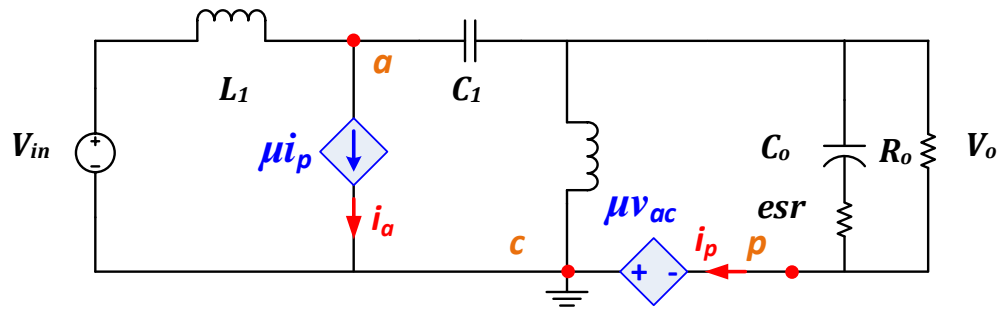 L1
a
C1
Vin
+
-
μip
ia
Co
Ro
Vo
esr
μvac
c
+
-
ip
p